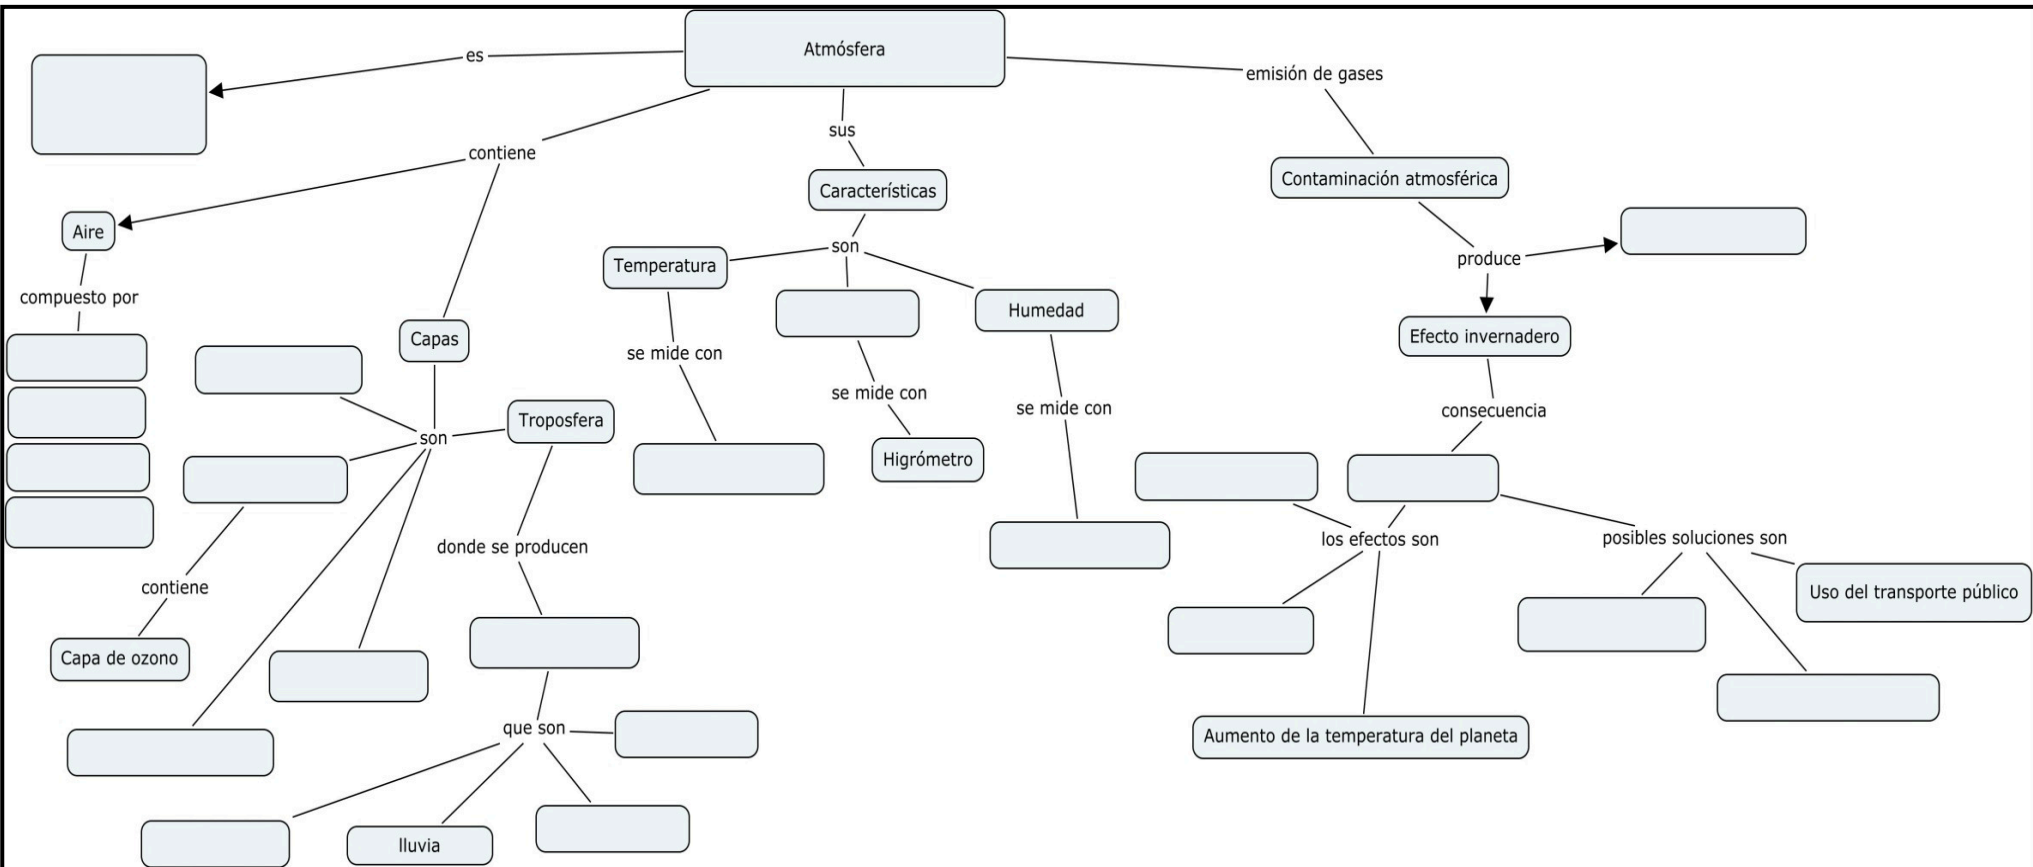 Atmósfera
es
emisión de gases
sus
contiene
Contaminación atmosférica
Características
Aire
son
produce
Temperatura
compuesto por
Humedad
Capas
Efecto invernadero
se mide con
se mide con
se mide con
consecuencia
Troposfera
son
Higrómetro
donde se producen
los efectos son
posibles soluciones son
contiene
Uso del transporte público
Capa de ozono
que son
Aumento de la temperatura del planeta
lluvia